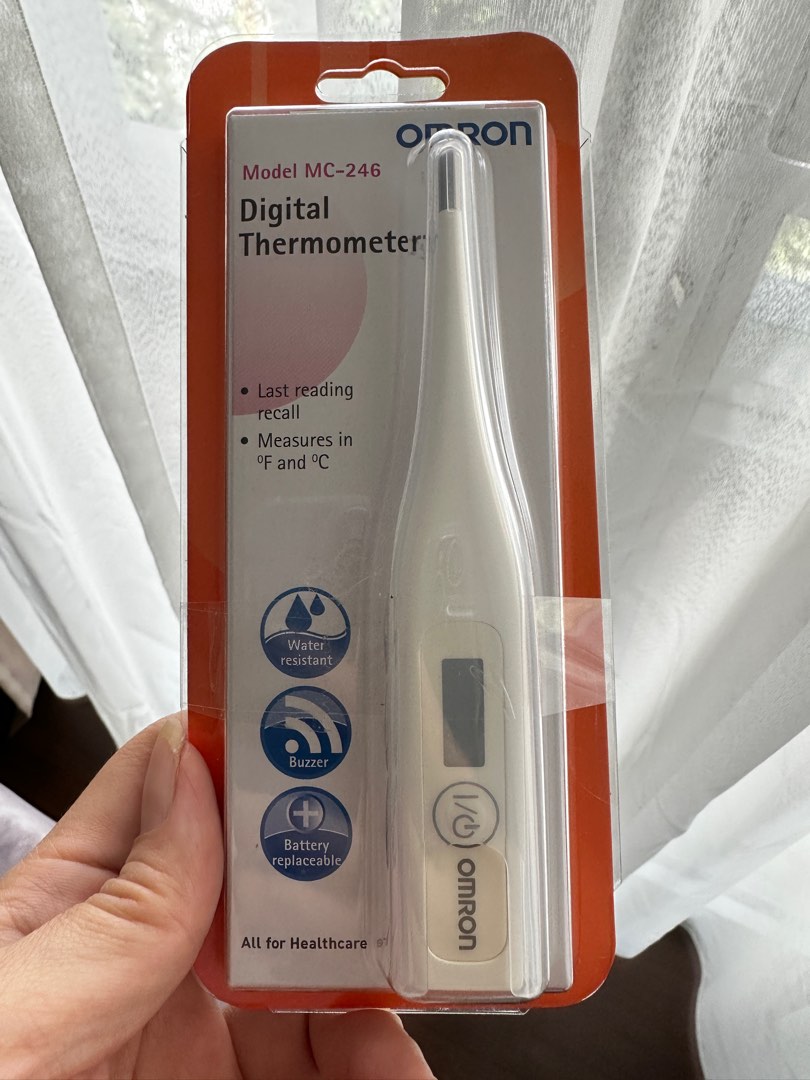 OMRON
Model MC-246
Digital
Thermometer
• Last reading
recall
• Measures in
ºF and ºC
Water
resistant
Buzzer
Battery
replaceable
OMRON
All for Healthcare